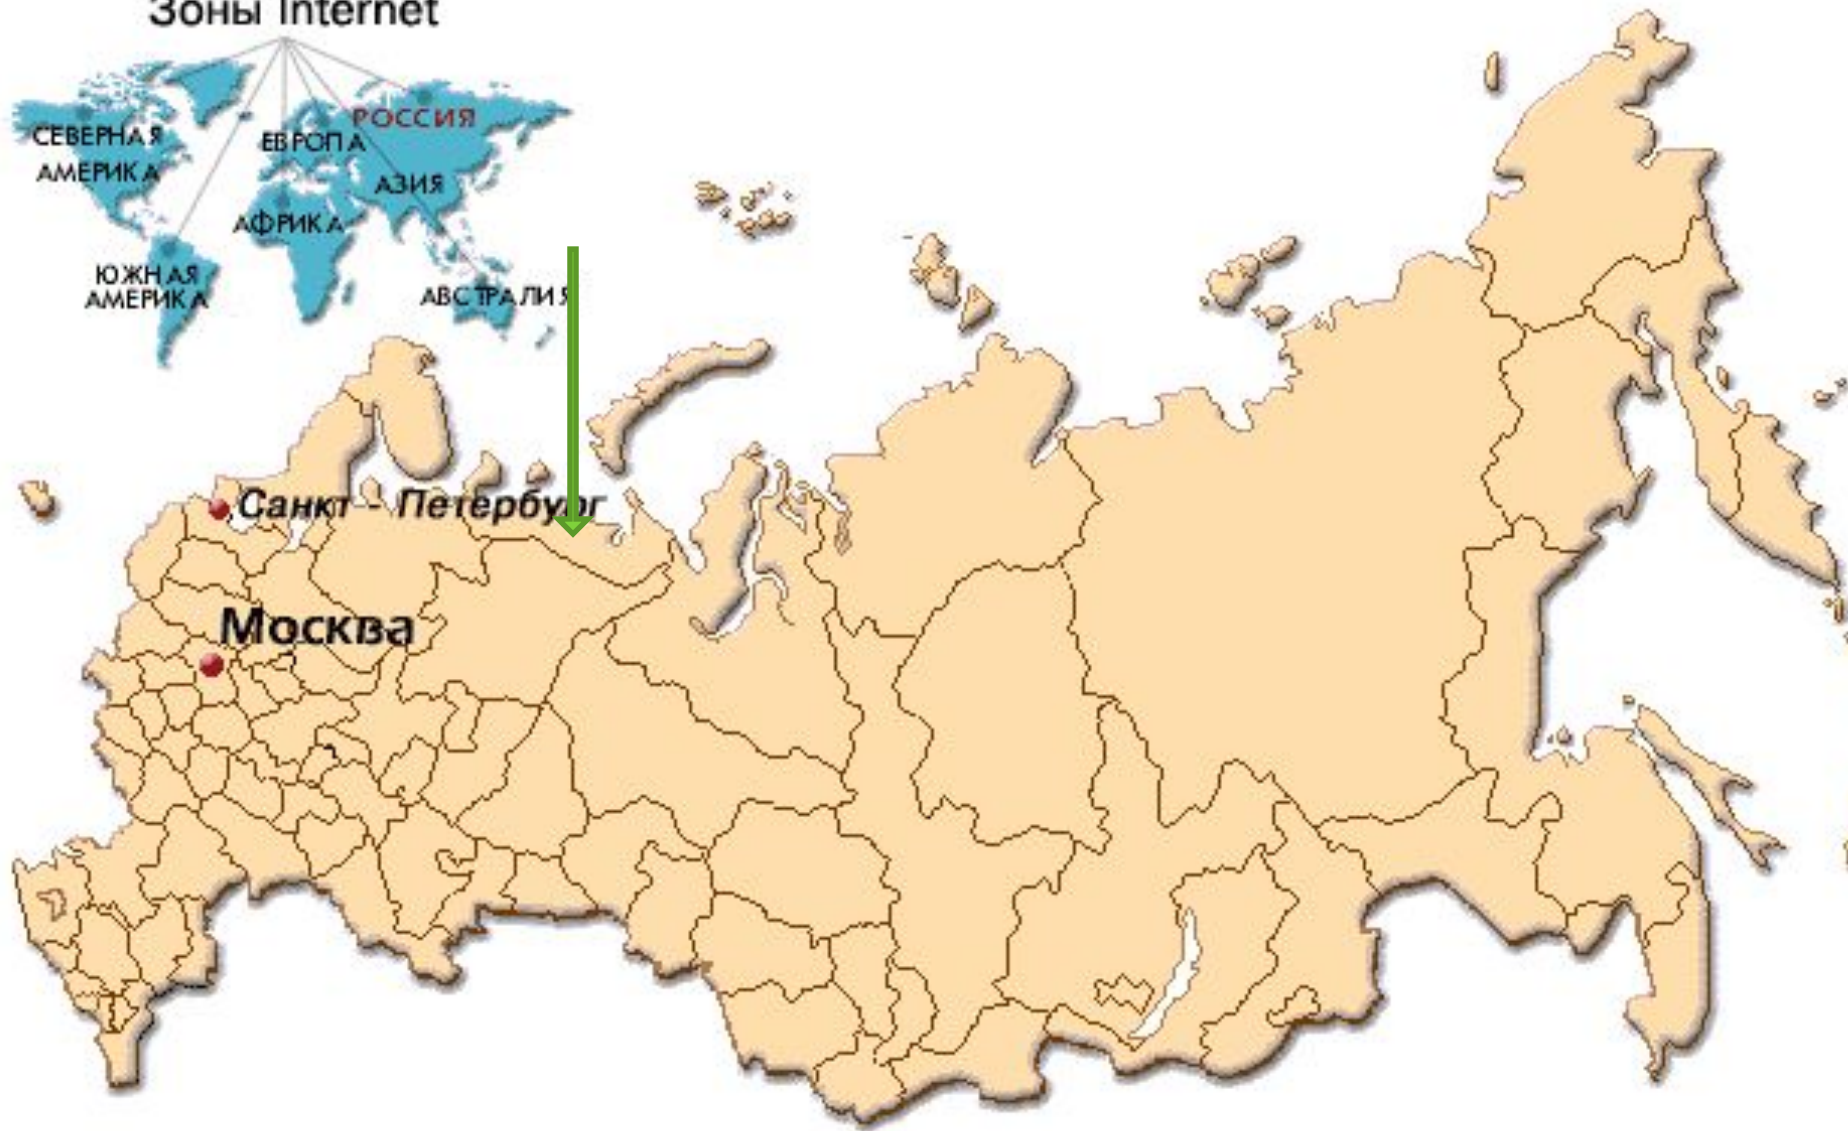 Зоны Internet
РОССИЯ
СЕВЕРНАЯ
АМЕРИКА
ЕВРОПА
АЗИЯ
АФРИКА
ЮЖНАЯ
АМЕРИКА
АВСТРАЛИЯ
Санкт - Петербург
Москва